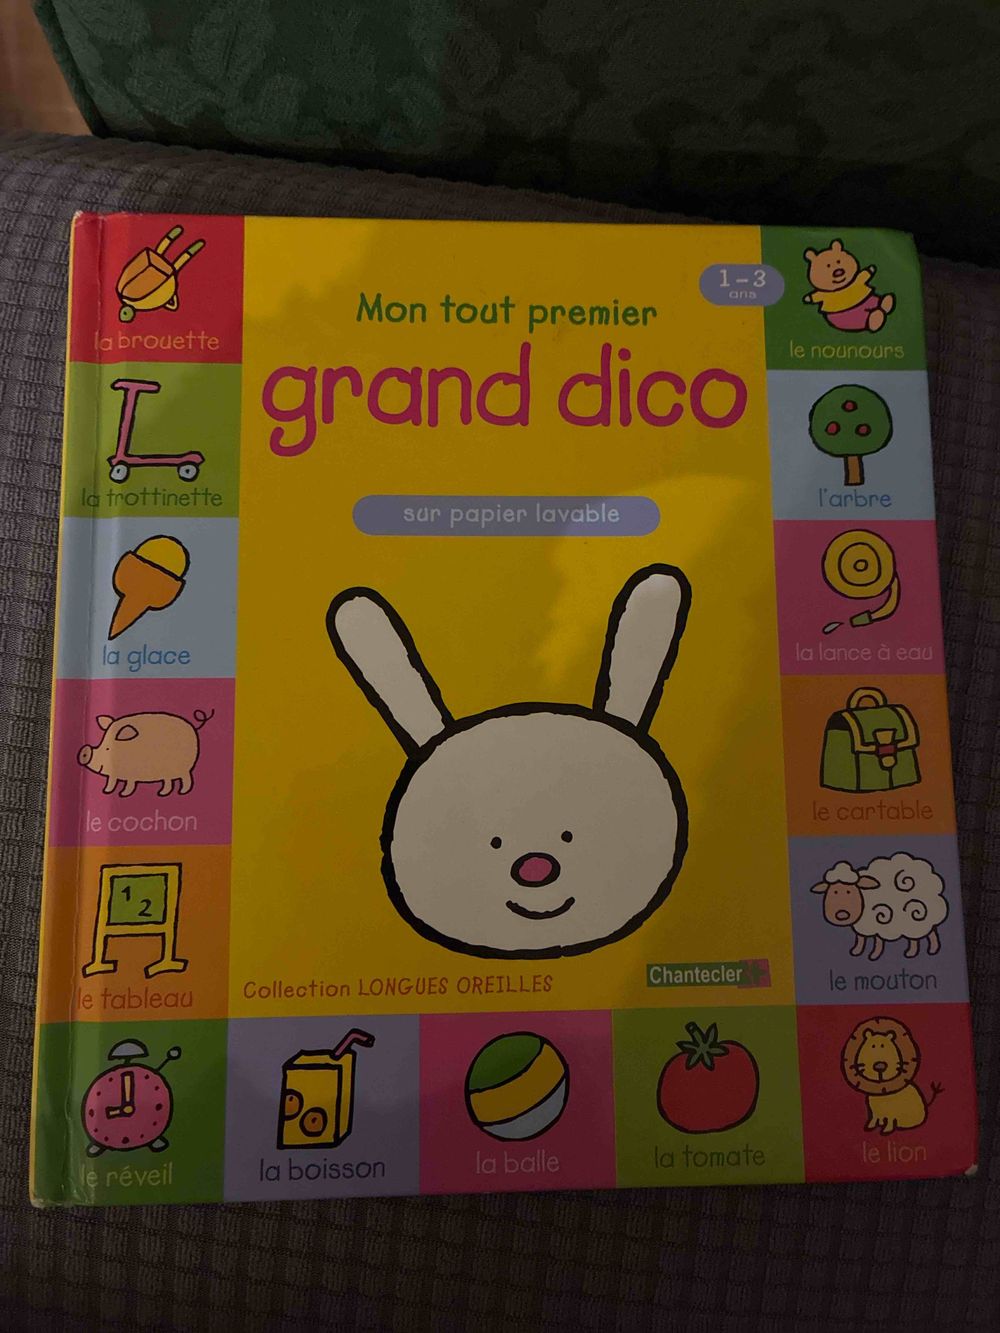 Mon tout premier
grand dico
1-3
ans
sur papier lavable
la brouette
le nounours
la trottinette
l'arbre
la glace
la lance à eau
le cochon
le cartable
le tableau
le mouton
Collection LONGUES OREILLES
Chantecler
le réveil
la boisson
la balle
la tomate
le lion
1
2